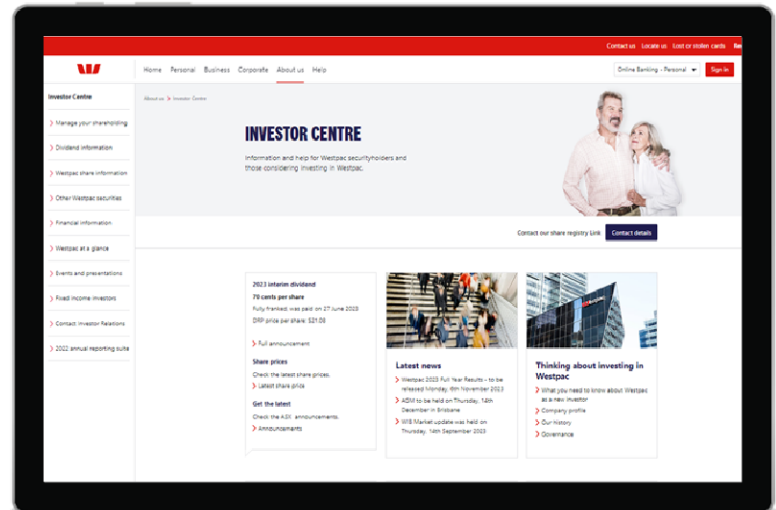 Contact us Locate us Lost or stolen cards
Home Personal Business Corporate About us Help
Online Banking - Personal
Sign in
Investor Centre
Manage your shareholding
Dividend information
Westpac share information
Other Westpac securities
Financial information
Westpac at a glance
Events and presentations
Fixed income investors
Contact Investor Relations
2022 annual reporting suite
About us > Investor Centre
INVESTOR CENTRE
Information and help for Westpac securityholders and
those considering investing in Westpac.
Contact our share registry Link
Contact details
2023 interim dividend
70 cents per share
Fully franked, was paid on 27 June 2023
DRP price per share: $21.03
Full announcement
Share prices
Check the latest share prices.
Latest share price
Get the latest
Check the ASX announcements.
Announcements
Latest news
Westpac 2023 Full Year Results – to be
released Monday, 6th November 2023
AGM to be held on Thursday, 14th
December in Brisbane
WIB Market update was held on
Thursday, 14th September 2023
Thinking about investing in
Westpac
What you need to know about Westpac
as a new investor
Company profile
Our history
Governance